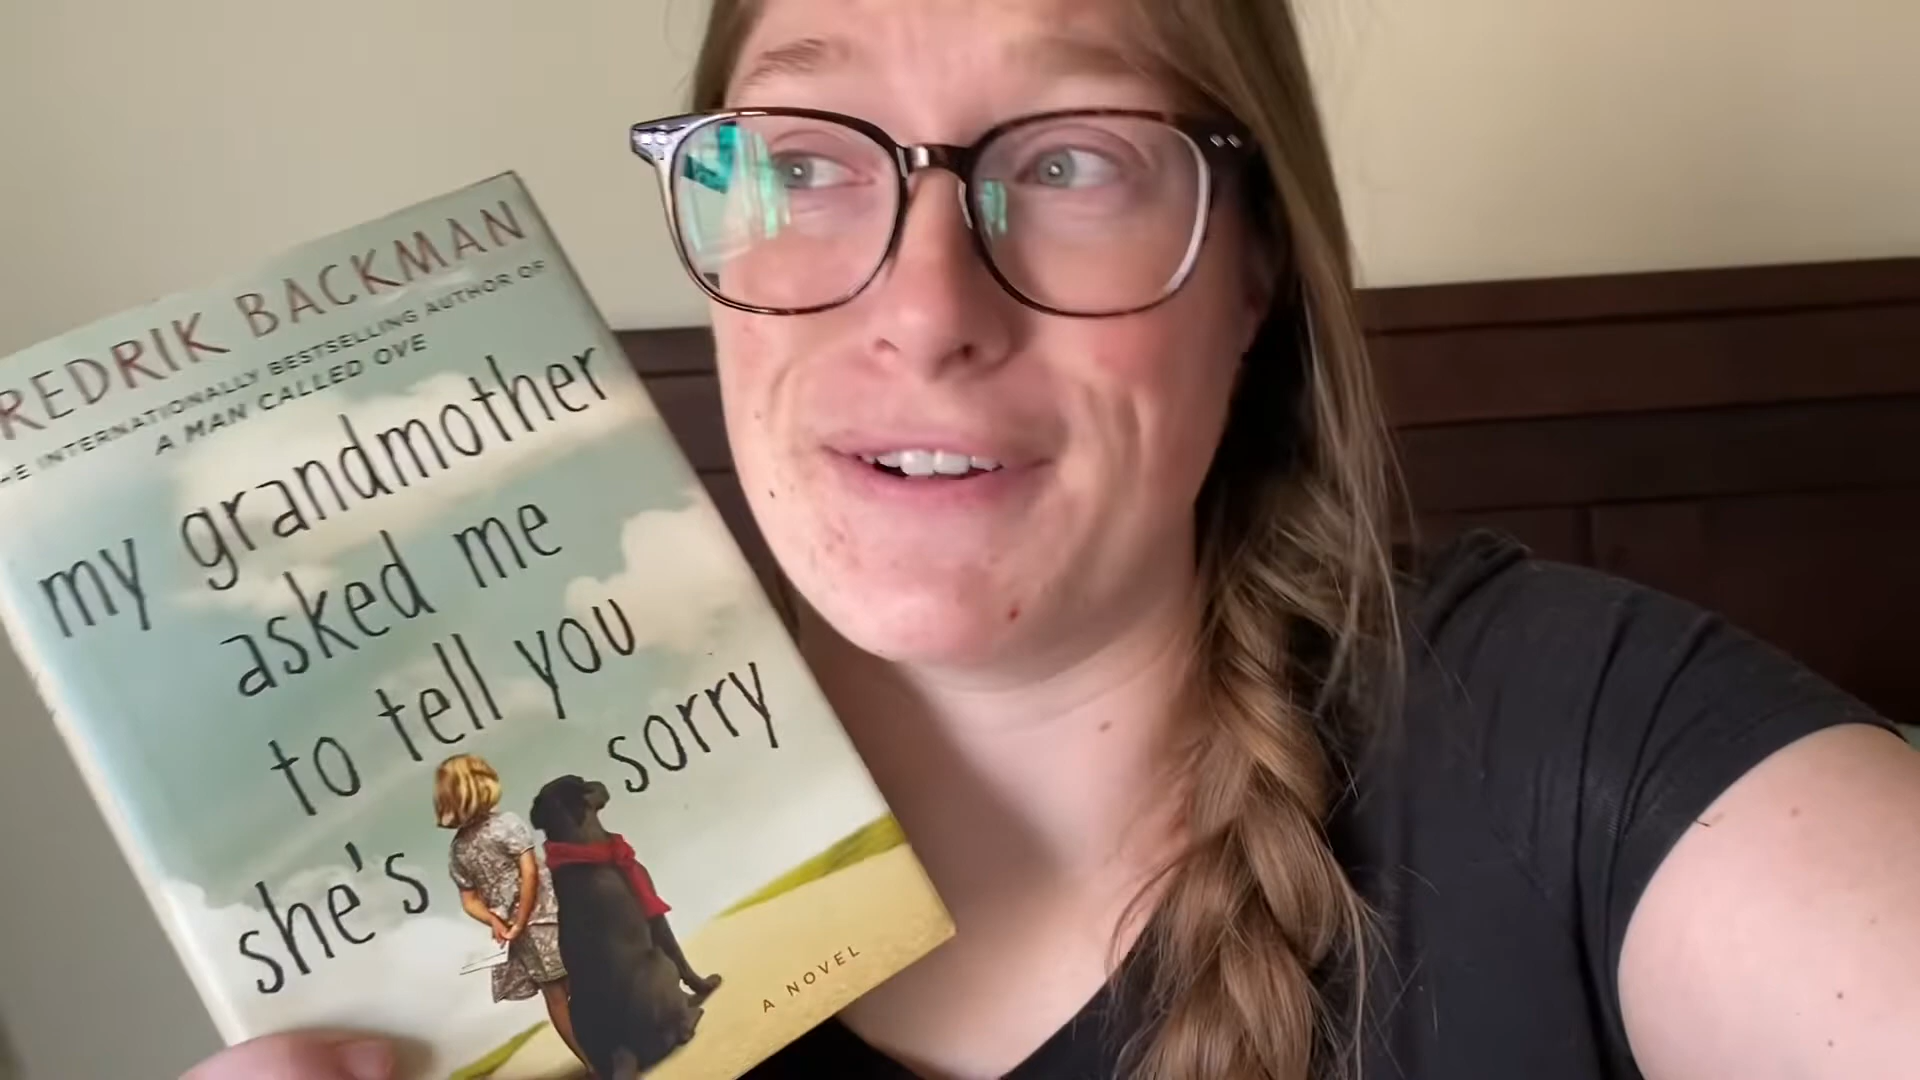 REDRIK BACKMAN
HE INTERNATIONALLY BESTSELLING AUTHOR OF
A MAN CALLED OVE
my grandmother
asked me
to tell you
she's sorry
A NOVEL